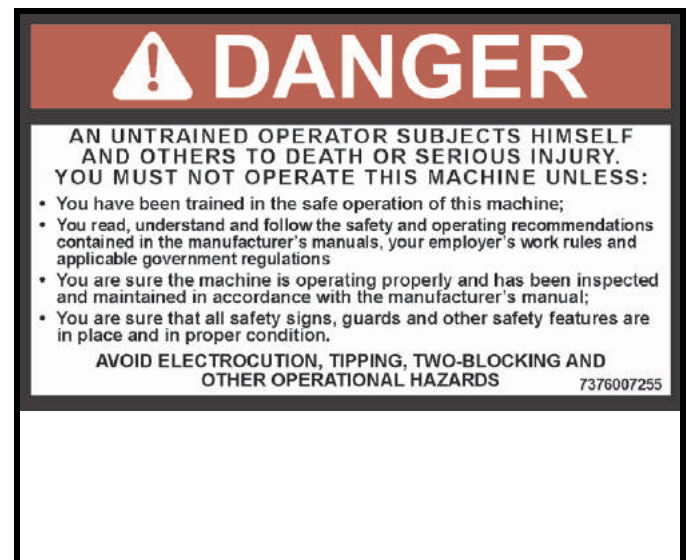 DANGER
AN UNTRAINED OPERATOR SUBJECTS HIMSELF
AND OTHERS TO DEATH OR SERIOUS INJURY.
YOU MUST NOT OPERATE THIS MACHINE UNLESS:
• You have been trained in the safe operation of this machine;
• You read, understand and follow the safety and operating recommendations
contained in the manufacturer's manuals, your employer's work rules and
applicable government regulations
• You are sure the machine is operating properly and has been inspected
and maintained in accordance with the manufacturer's manual;
• You are sure that all safety signs, guards and other safety features are
in place and in proper condition.
AVOID ELECTROCUTION, TIPPING, TWO-BLOCKING AND
OTHER OPERATIONAL HAZARDS 7376007255